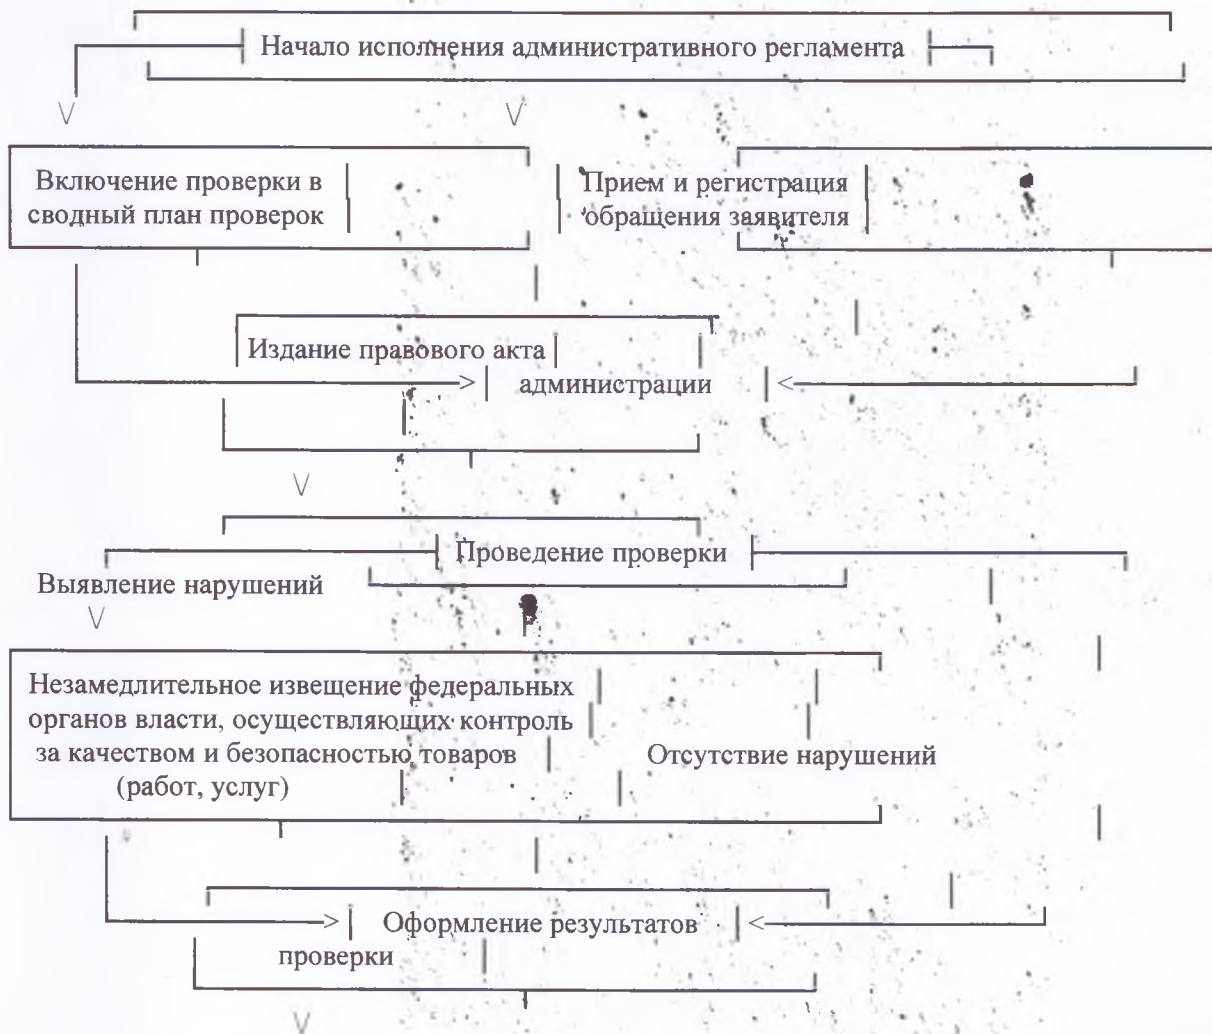 Начало исполнения административного регламента
Включение проверки в
сводный план проверок
Прием и регистрация
обращения заявителя
Издание правового акта
администрации
Проведение проверки
Выявление нарушений
Незамедлительное извещение федеральных
органов власти, осуществляющих контроль
за качеством и безопасностью товаров
(работ, услуг)
Отсутствие нарушений
Оформление результатов
проверки